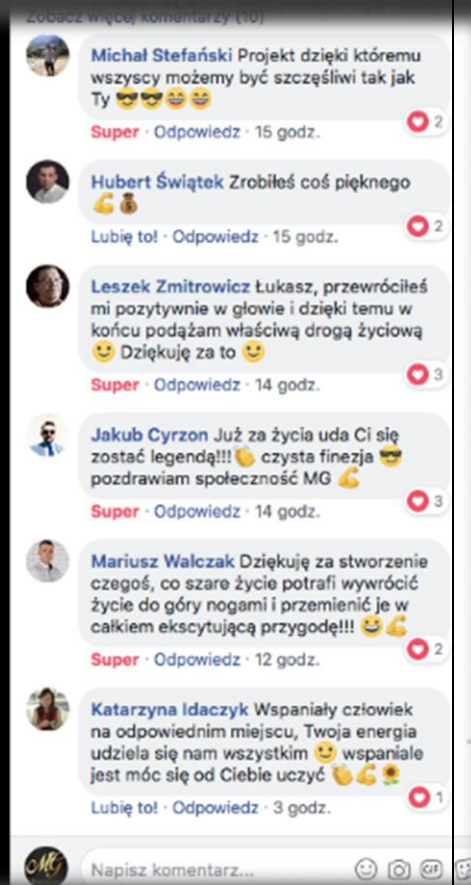 Zobacz więcej komentarzy (16)
Michał Stefański Projekt dzięki któremu
wszyscy możemy być szczęśliwi tak jak
Ty 😎😎😄😄
2
Super · Odpowiedz · 15 godz.
Hubert Świątek Zrobiłeś coś pięknego
💪💰
2
Lubię to! · Odpowiedz · 15 godz.
Leszek Zmitrowicz Łukasz, przewróciłeś
mi pozytywnie w głowie i dzięki temu w
końcu podążam właściwą drogą życiową
🙂 Dziękuję za to 🙂
3
Super · Odpowiedz · 14 godz.
Jakub Cyrzon Już za życia uda Ci się
zostać legendą!!!👏 czysta finezja 😎
pozdrawiam społeczność MG 💪
3
Super · Odpowiedz · 14 godz.
Mariusz Walczak Dziękuję za stworzenie
czegoś, co szare życie potrafi wywrócić
życie do góry nogami i przemienić je w
całkiem ekscytującą przygodę!!! 😀💪
2
Super · Odpowiedz · 12 godz.
Katarzyna Idaczyk Wspaniały człowiek
na odpowiednim miejscu, Twoja energia
udziela się nam wszystkim 🙂 wspaniale
jest móc się od Ciebie uczyć 👏💪🌻
1
Lubię to! · Odpowiedz · 3 godz.
MG
Napisz komentarz...
GIF